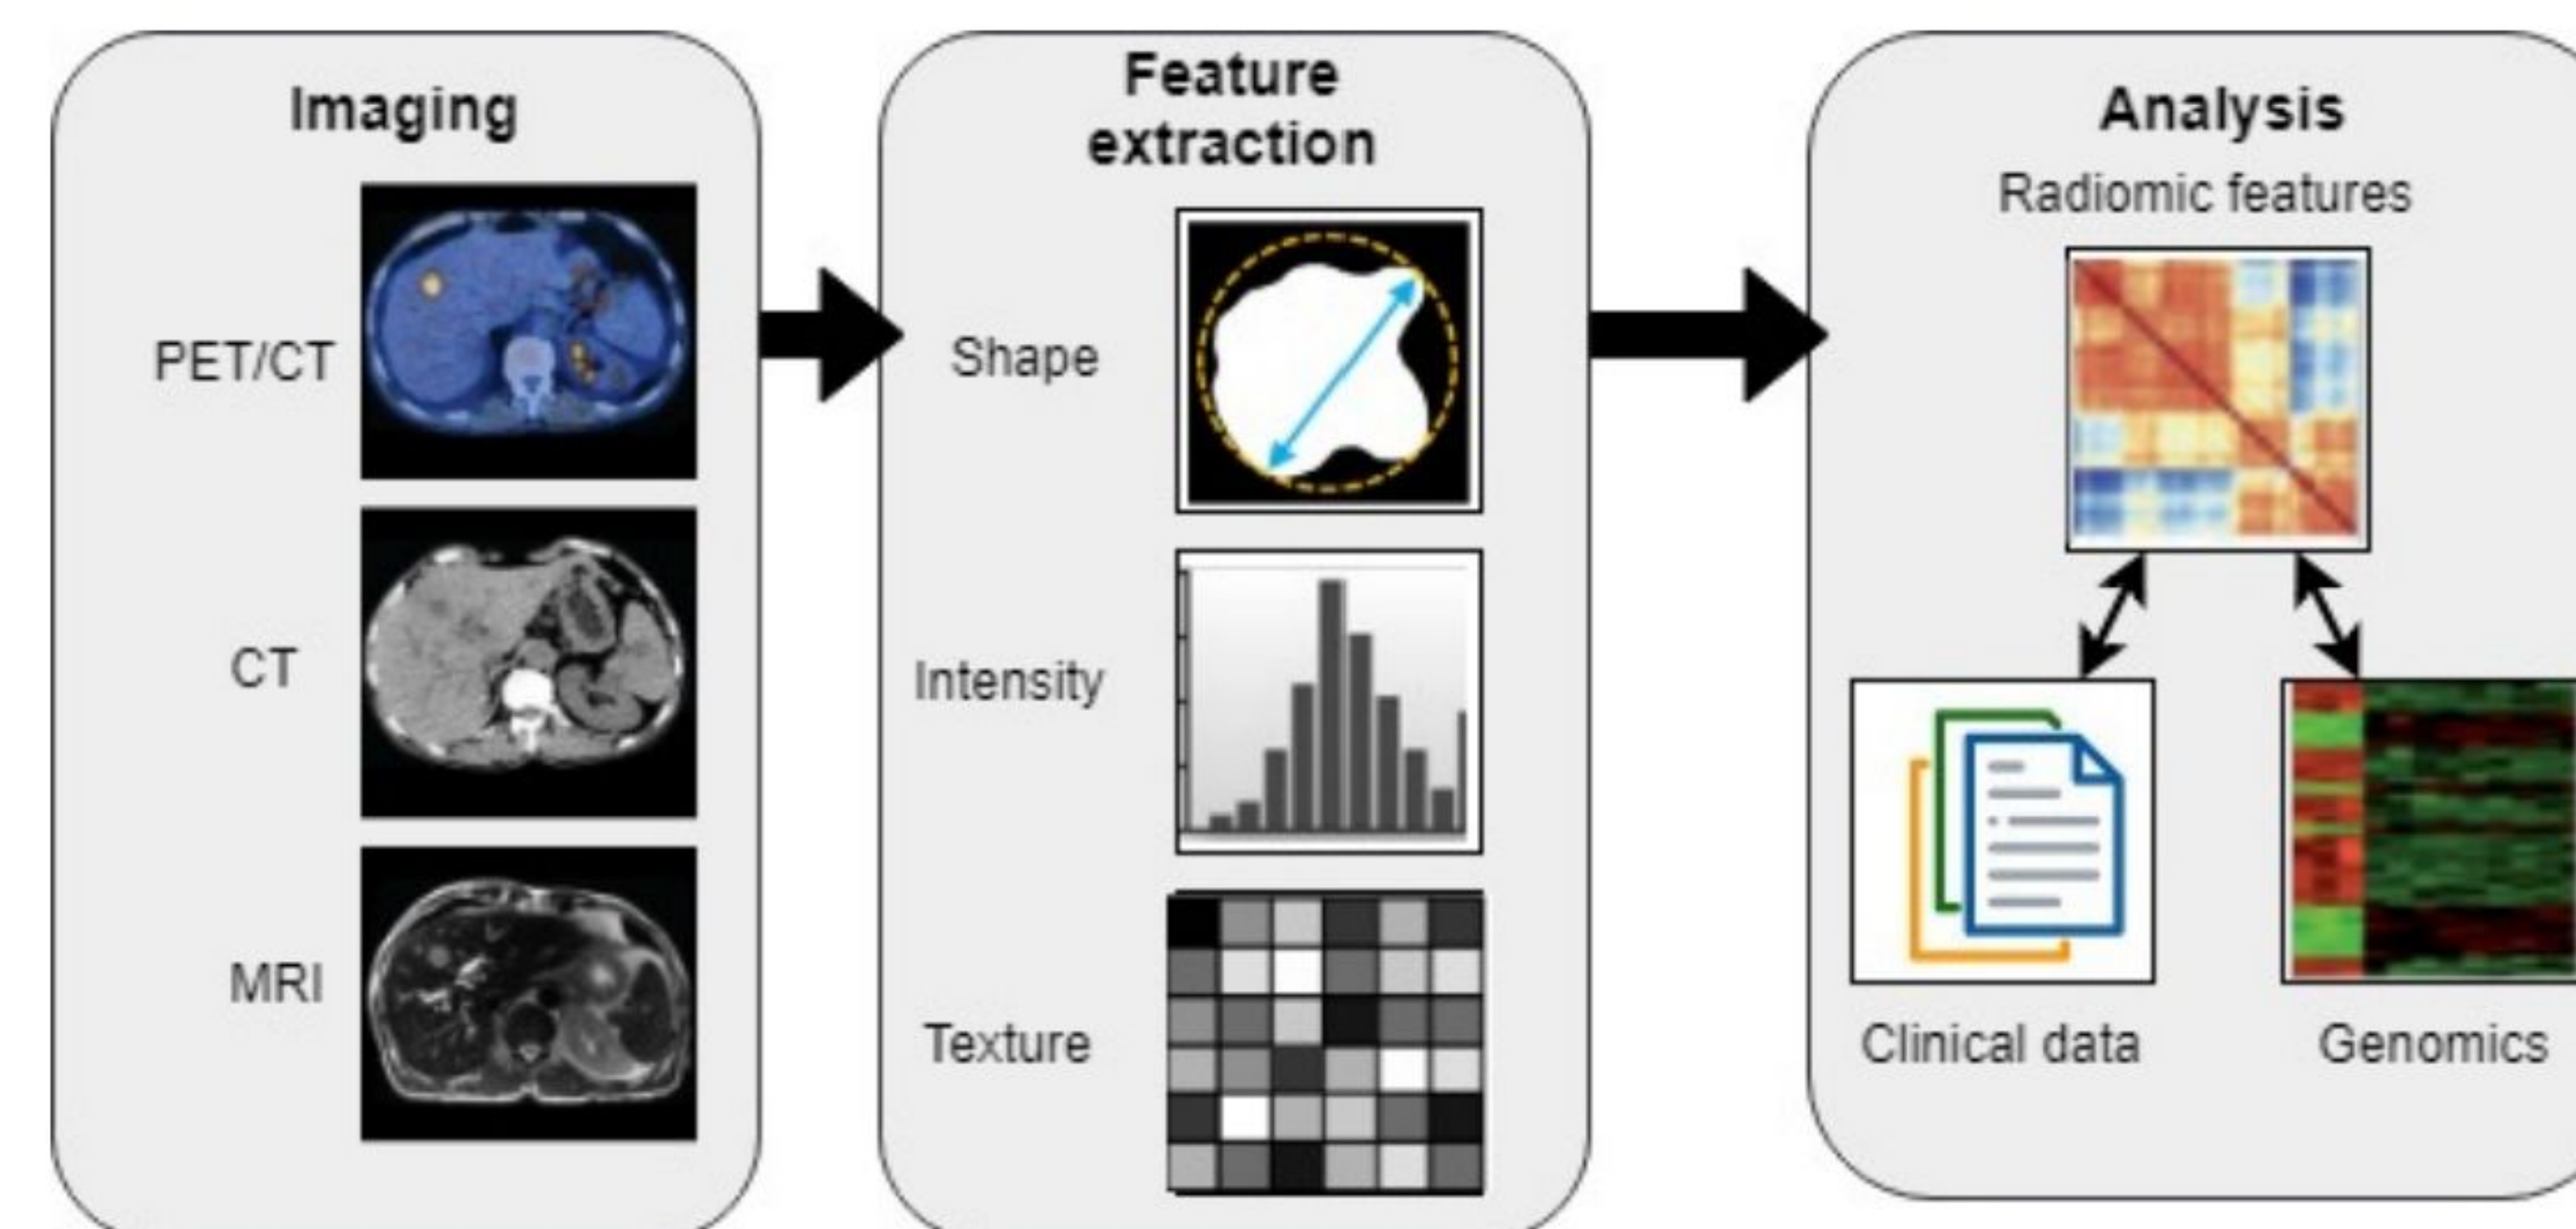 Imaging
PET/CT
CT
MRI
Feature
extraction
Shape
Intensity
Texture
Analysis
Radiomic features
Clinical data
Genomics